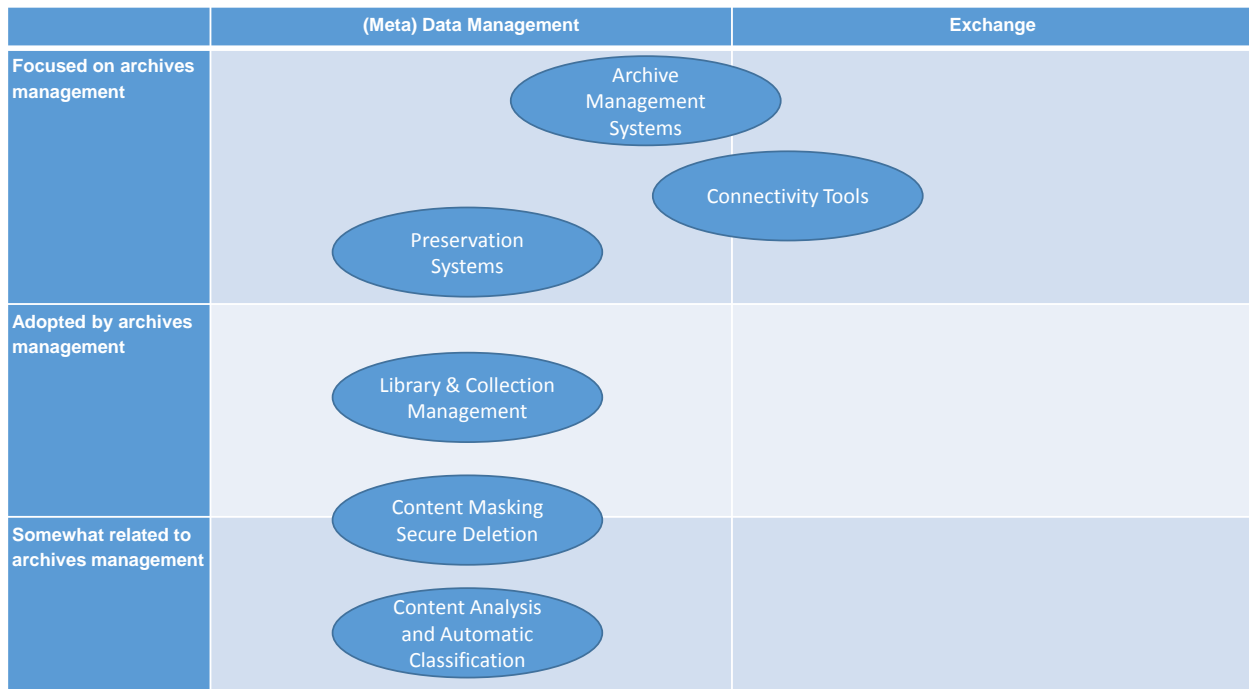 (Meta) Data Management
Exchange
Focused on archives
management
Archive
Management
Systems
Connectivity Tools
Preservation
Systems
Adopted by archives
management
Library & Collection
Management
Content Masking
Secure Deletion
Somewhat related to
archives management
Content Analysis
and Automatic
Classification